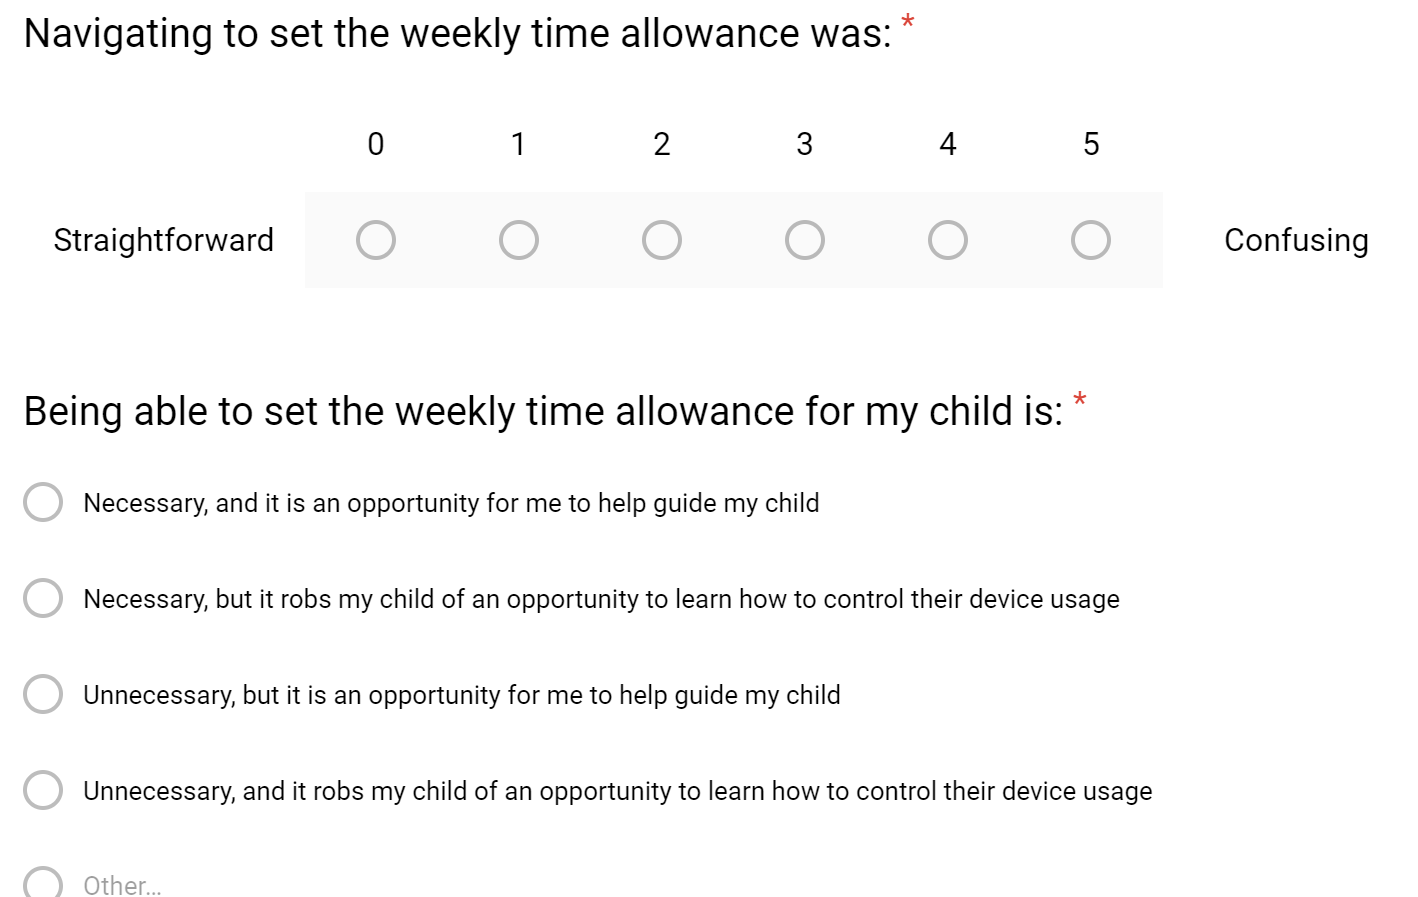 Navigating to set the weekly time allowance was: *
0 1 2 3 4 5
Straightforward Confusing
Being able to set the weekly time allowance for my child is: *
Necessary, and it is an opportunity for me to help guide my child
Necessary, but it robs my child of an opportunity to learn how to control their device usage
Unnecessary, but it is an opportunity for me to help guide my child
Unnecessary, and it robs my child of an opportunity to learn how to control their device usage
Other...